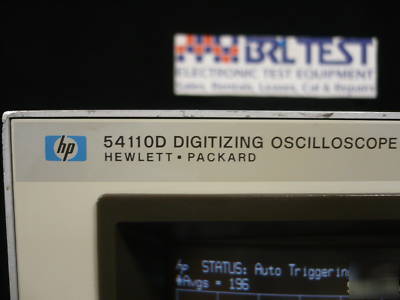 BRL TEST
ELECTRONIC TEST EQUIPMENT
Sales, Rentals, Leases, Cal & Repairs
hp 54110D DIGITIZING OSCILLOSCOPE
HEWLETT • PACKARD
hp STATUS: Auto Triggering
#Avgs = 196